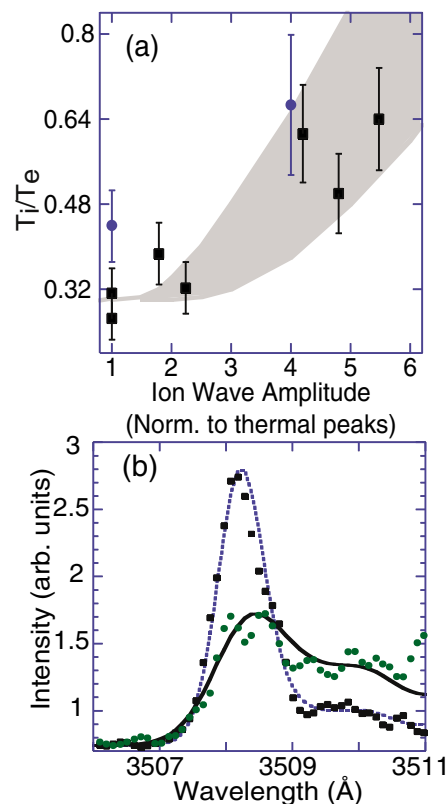 (a)
0.8
0.64
0.48
0.32
Ti/Te
1 2 3 4 5 6
Ion Wave Amplitude
(Norm. to thermal peaks)
(b)
3
2.5
2
1.5
1
Intensity (arb. units)
3507 3509 3511
Wavelength (Å)